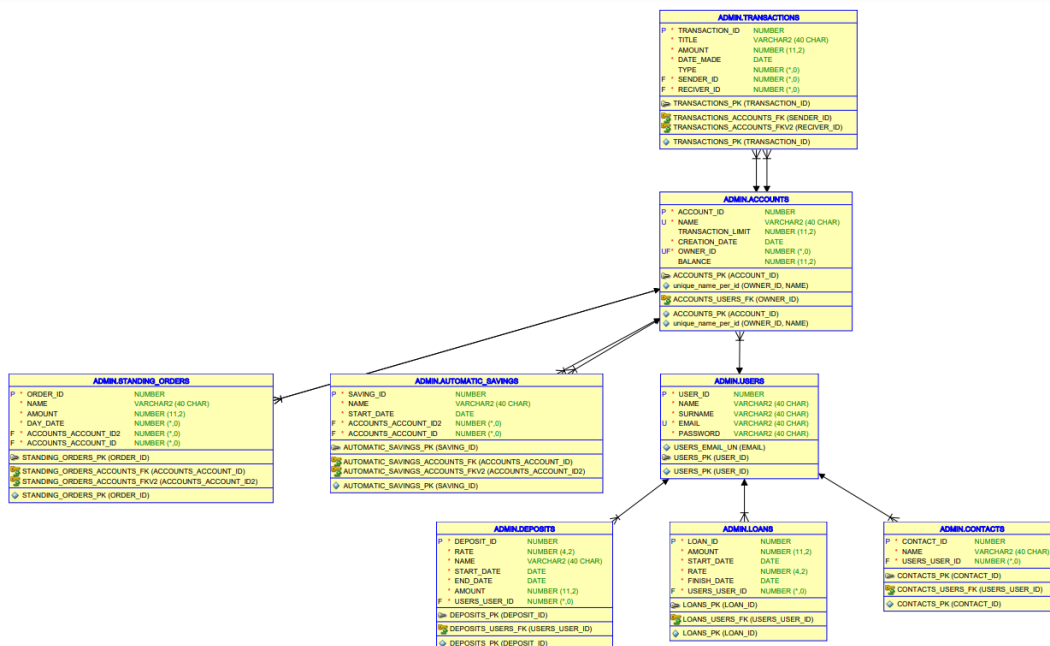 ADMIN.TRANSACTIONS
P * TRANSACTION_ID NUMBER
* TITLE VARCHAR2 (40 CHAR)
* AMOUNT NUMBER (11,2)
* DATE_MADE DATE
TYPE NUMBER (*,0)
F * SENDER_ID NUMBER (*,0)
F * RECIVER_ID NUMBER (*,0)
TRANSACTIONS_PK (TRANSACTION_ID)
TRANSACTIONS_ACCOUNTS_FK (SENDER_ID)
TRANSACTIONS_ACCOUNTS_FKV2 (RECIVER_ID)
TRANSACTIONS_PK (TRANSACTION_ID)
ADMIN.ACCOUNTS
P * ACCOUNT_ID NUMBER
U * NAME VARCHAR2 (40 CHAR)
TRANSACTION_LIMIT NUMBER (11,2)
* CREATION_DATE DATE
UF* OWNER_ID NUMBER (*,0)
BALANCE NUMBER (11,2)
ACCOUNTS_PK (ACCOUNT_ID)
unique_name_per_id (OWNER_ID, NAME)
ACCOUNTS_USERS_FK (OWNER_ID)
ACCOUNTS_PK (ACCOUNT_ID)
unique_name_per_id (OWNER_ID, NAME)
ADMIN.STANDING_ORDERS
P * ORDER_ID NUMBER
* NAME VARCHAR2 (40 CHAR)
* AMOUNT NUMBER (11,2)
* DAY_DATE NUMBER (*,0)
F * ACCOUNTS_ACCOUNT_ID2 NUMBER (*,0)
F * ACCOUNTS_ACCOUNT_ID NUMBER (*,0)
STANDING_ORDERS_PK (ORDER_ID)
STANDING_ORDERS_ACCOUNTS_FK (ACCOUNTS_ACCOUNT_ID)
STANDING_ORDERS_ACCOUNTS_FKV2 (ACCOUNTS_ACCOUNT_ID2)
STANDING_ORDERS_PK (ORDER_ID)
ADMIN.AUTOMATIC_SAVINGS
P * SAVING_ID NUMBER
* NAME VARCHAR2 (40 CHAR)
* START_DATE DATE
F * ACCOUNTS_ACCOUNT_ID2 NUMBER (*,0)
F * ACCOUNTS_ACCOUNT_ID NUMBER (*,0)
AUTOMATIC_SAVINGS_PK (SAVING_ID)
AUTOMATIC_SAVINGS_ACCOUNTS_FK (ACCOUNTS_ACCOUNT_ID)
AUTOMATIC_SAVINGS_ACCOUNTS_FKV2 (ACCOUNTS_ACCOUNT_ID2)
AUTOMATIC_SAVINGS_PK (SAVING_ID)
ADMIN.USERS
P * USER_ID NUMBER
* NAME VARCHAR2 (40 CHAR)
* SURNAME VARCHAR2 (40 CHAR)
U * EMAIL VARCHAR2 (40 CHAR)
* PASSWORD VARCHAR2 (40 CHAR)
USERS_EMAIL_UN (EMAIL)
USERS_PK (USER_ID)
USERS_PK (USER_ID)
ADMIN.DEPOSITS
P * DEPOSIT_ID NUMBER
* RATE NUMBER (4,2)
* NAME VARCHAR2 (40 CHAR)
* START_DATE DATE
* END_DATE DATE
* AMOUNT NUMBER (11,2)
F * USERS_USER_ID NUMBER (*,0)
DEPOSITS_PK (DEPOSIT_ID)
DEPOSITS_USERS_FK (USERS_USER_ID)
DEPOSITS_PK (DEPOSIT_ID)
ADMIN.LOANS
P * LOAN_ID NUMBER
* AMOUNT NUMBER (11,2)
* START_DATE DATE
* RATE NUMBER (4,2)
* FINISH_DATE DATE
F * USERS_USER_ID NUMBER (*,0)
LOANS_PK (LOAN_ID)
LOANS_USERS_FK (USERS_USER_ID)
LOANS_PK (LOAN_ID)
ADMIN.CONTACTS
P * CONTACT_ID NUMBER
* NAME VARCHAR2 (40 CHAR)
F * USERS_USER_ID NUMBER (*,0)
CONTACTS_PK (CONTACT_ID)
CONTACTS_USERS_FK (USERS_USER_ID)
CONTACTS_PK (CONTACT_ID)